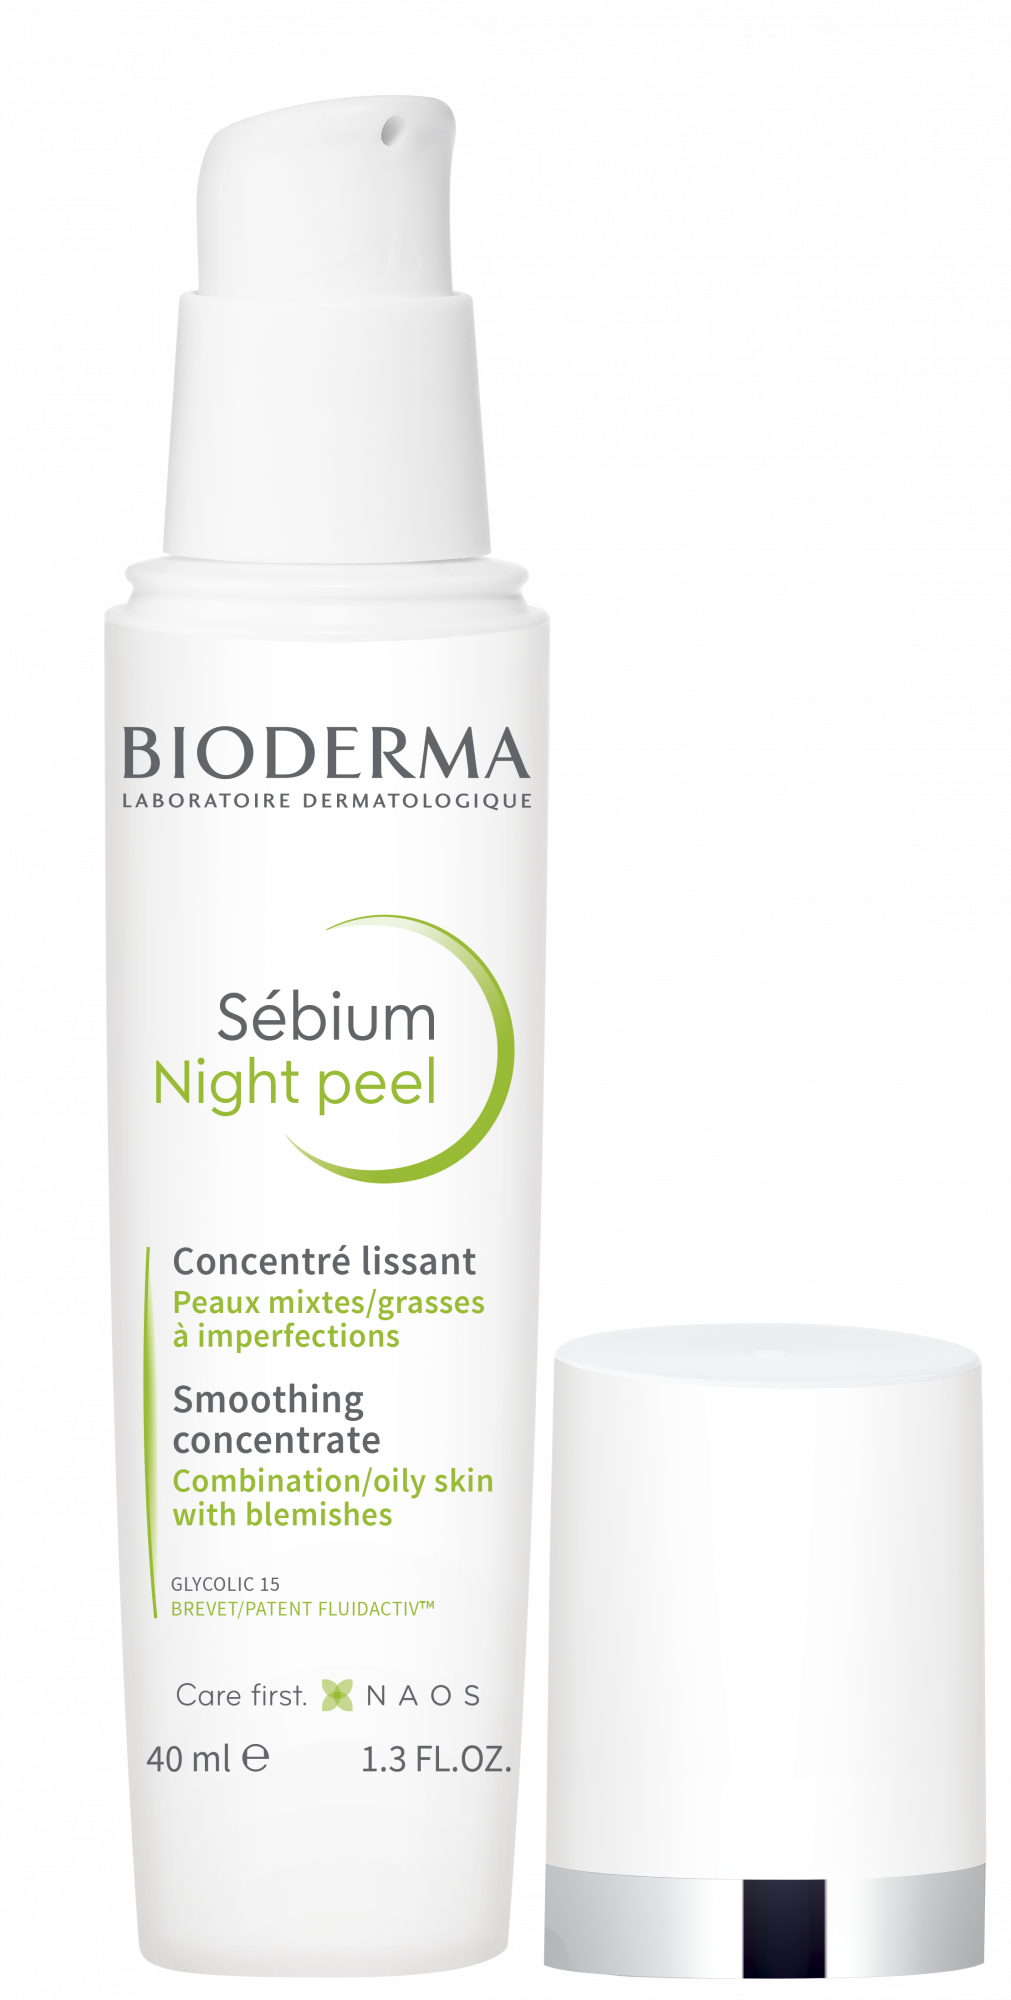 BIODERMA
LABORATOIRE DERMATOLOGIQUE
Sébium
Night peel
Concentré lissant
Peaux mixtes/grasses
à imperfections
Smoothing
concentrate
Combination/oily skin
with blemishes
GLYCOLIC 15
BREVET/PATENT FLUIDACTIV™
Care first. NAOS
40 ml ℮ 1.3 FL.OZ.